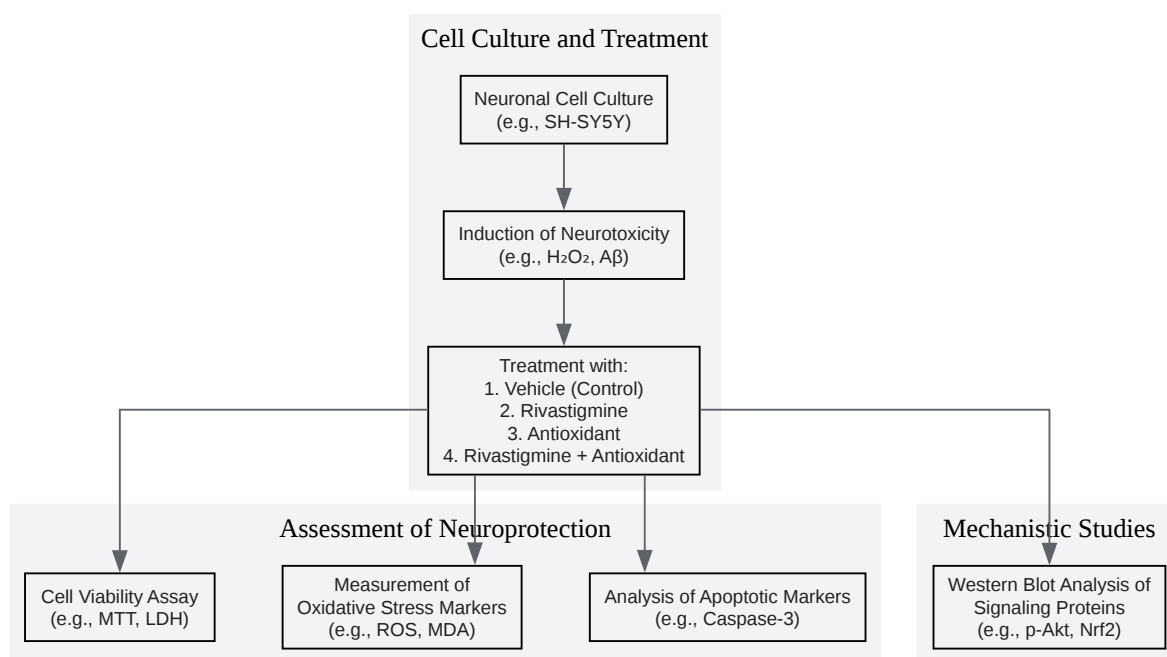 Cell Culture and Treatment
Neuronal Cell Culture
(e.g., SH-SY5Y)
Induction of Neurotoxicity
(e.g., H₂O₂, Aβ)
Treatment with:
1. Vehicle (Control)
2. Rivastigmine
3. Antioxidant
4. Rivastigmine + Antioxidant
Assessment of Neuroprotection
Cell Viability Assay
(e.g., MTT, LDH)
Measurement of
Oxidative Stress Markers
(e.g., ROS, MDA)
Analysis of Apoptotic Markers
(e.g., Caspase-3)
Mechanistic Studies
Western Blot Analysis of
Signaling Proteins
(e.g., p-Akt, Nrf2)